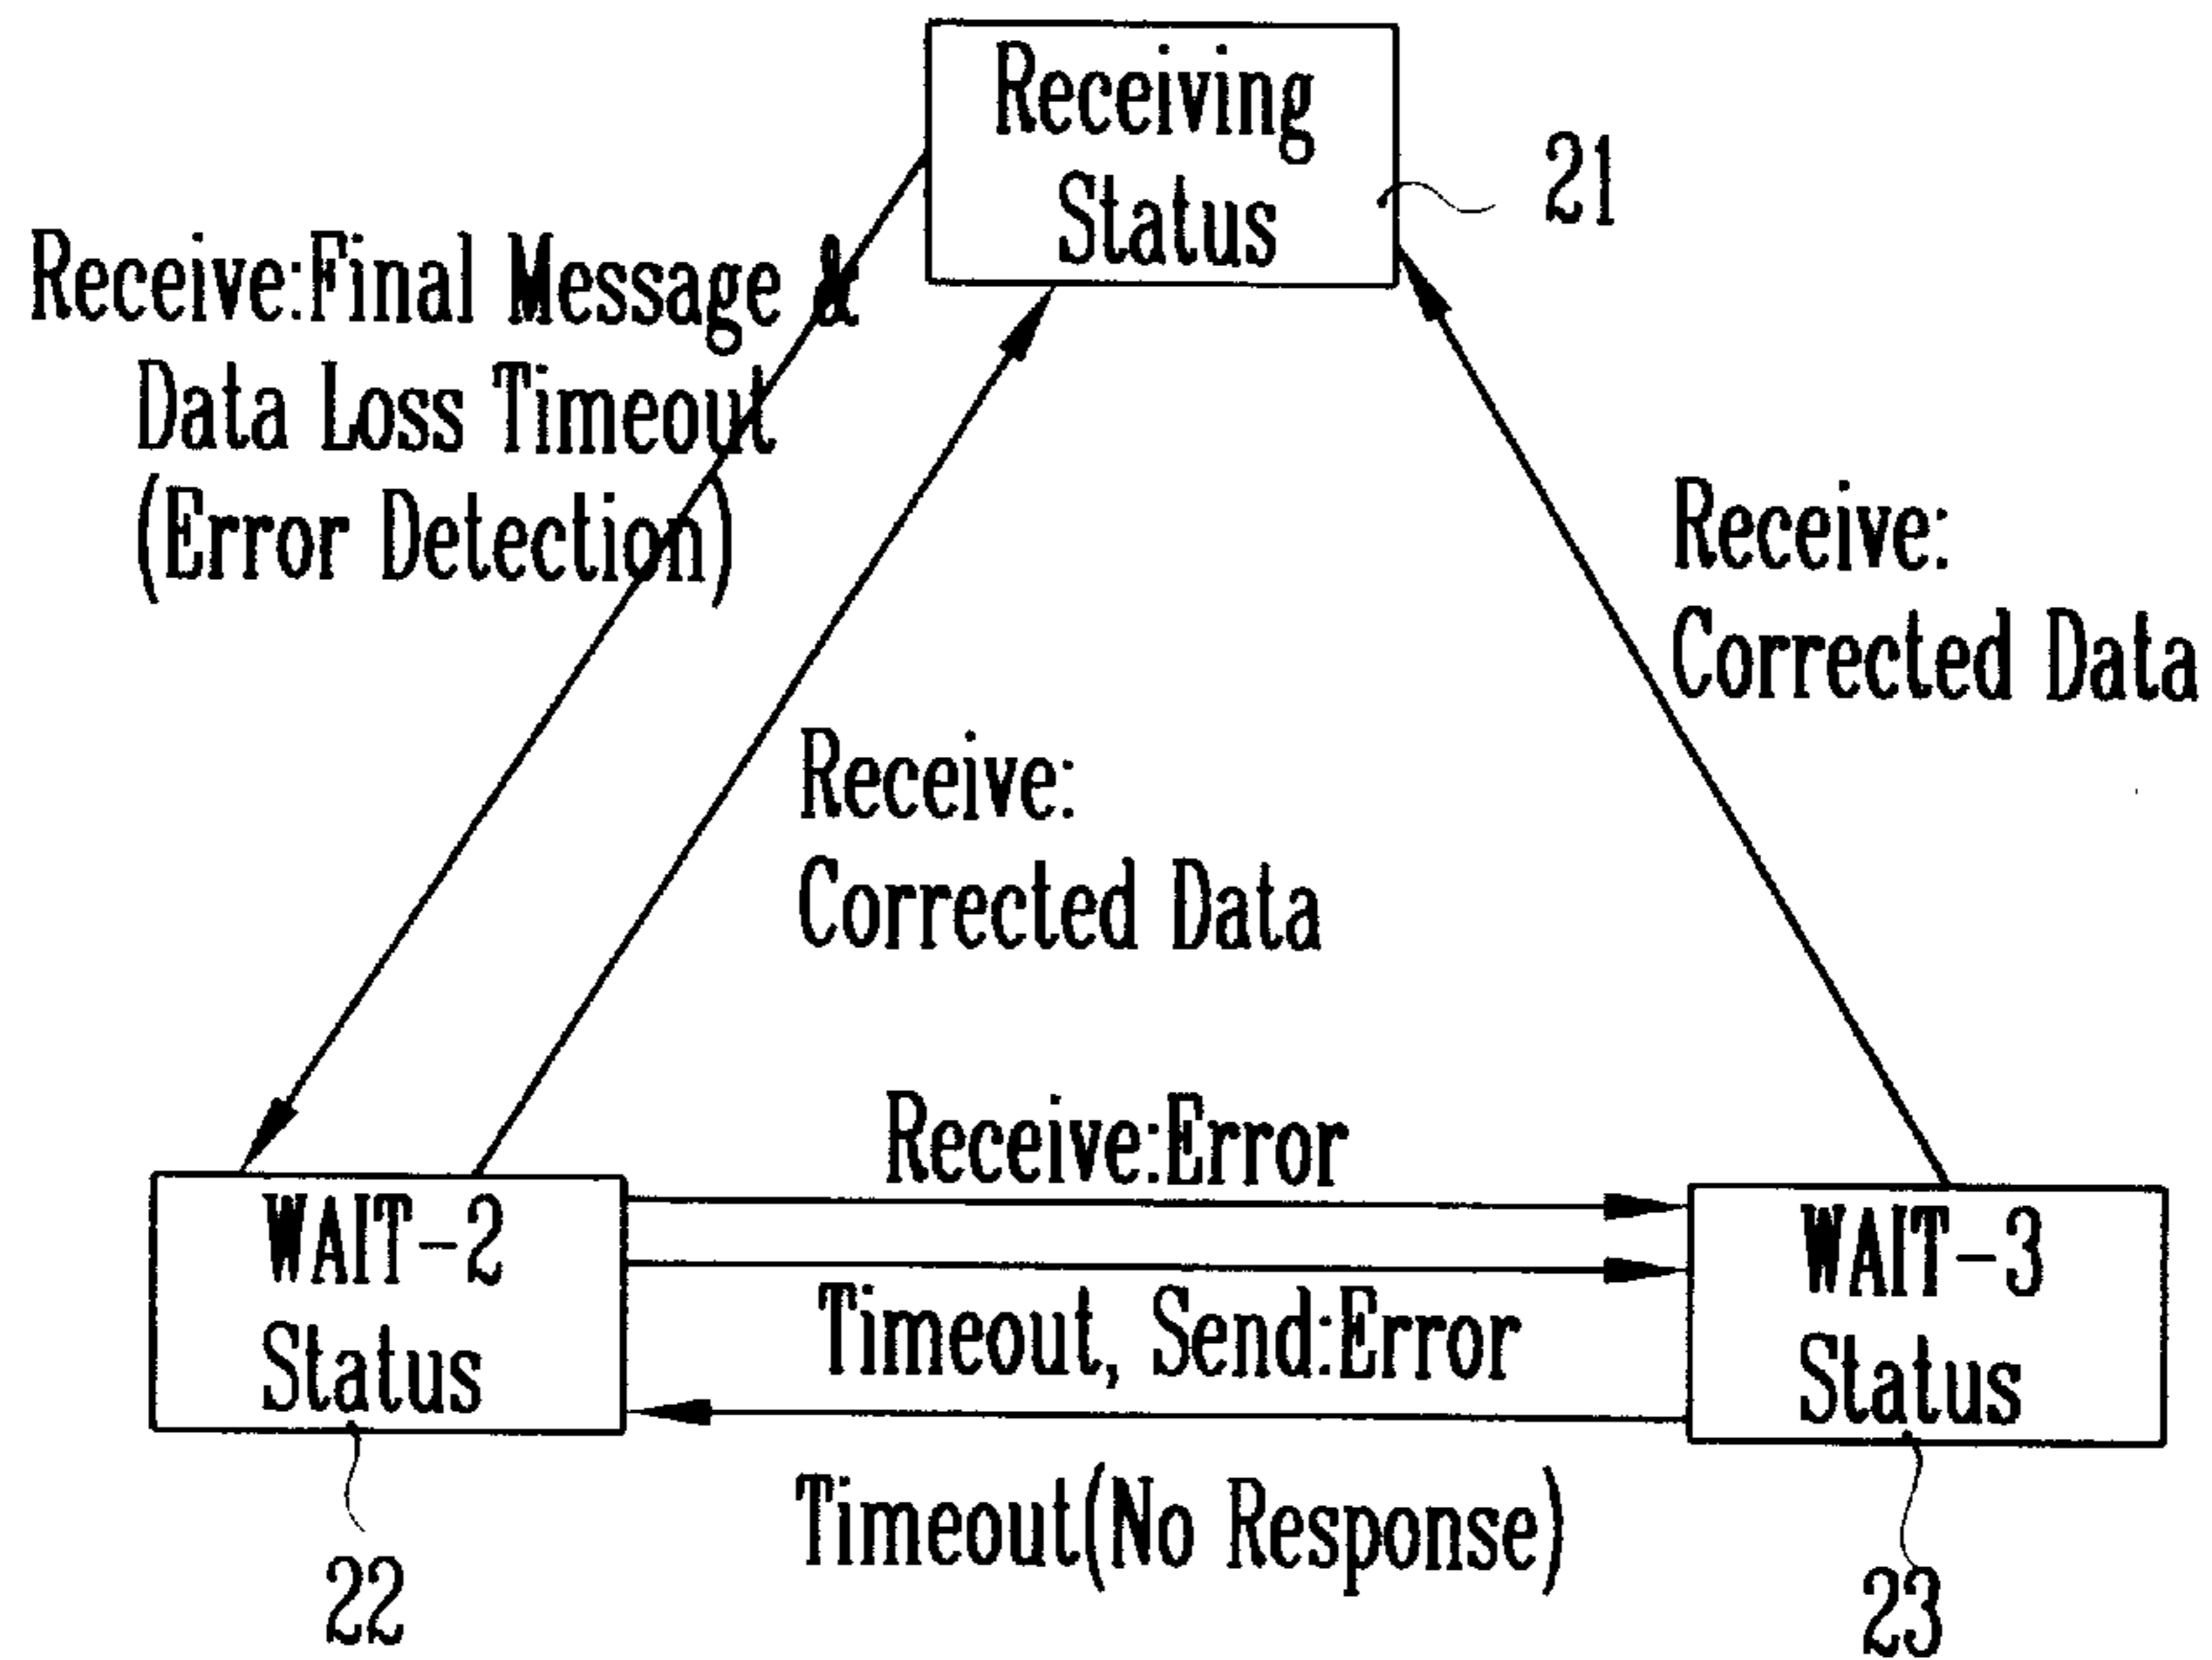 Receiving
Status
21
Receive:Final Message &
Data Loss Timeout
(Error Detection)
Receive:
Corrected Data
Receive:
Corrected Data
Receive:Error
WAIT-2
Status
WAIT-3
Status
Timeout, Send:Error
Timeout(No Response)
22
23